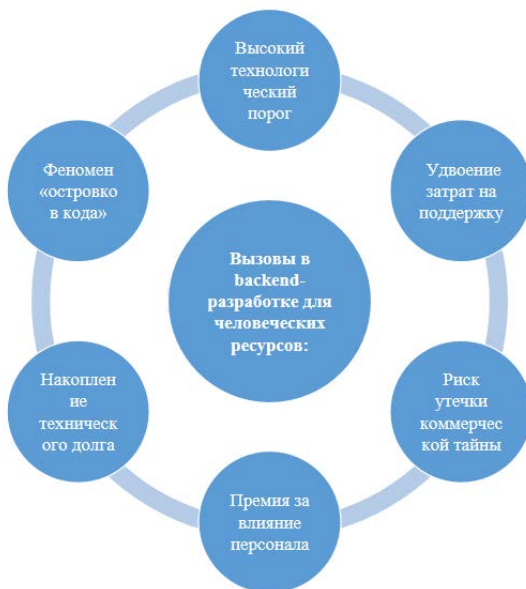 Высокий
технологи
ческий
порог
Удвоение
затрат на
поддержку
Риск
утечки
коммерчес
кой тайны
Премия за
влияние
персонала
Накоплен
ие
техническ
ого долга
Феномен
«островко
в кода»
Вызовы в
backend-
разработке для
человеческих
ресурсов: